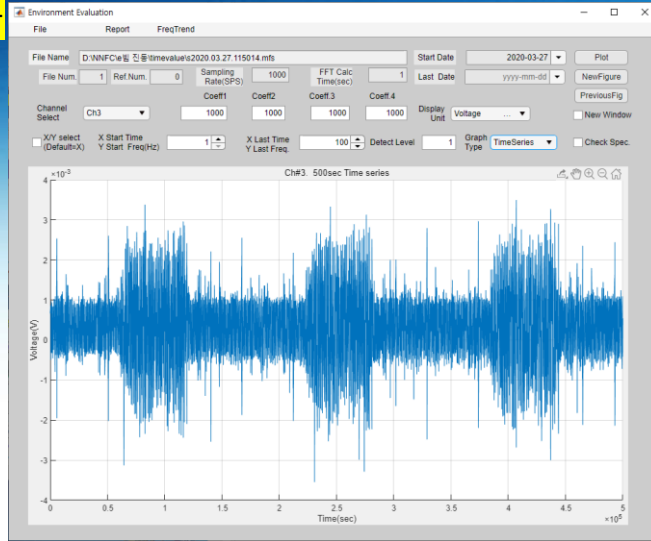 Environment Evaluation
File Report FreqTrend
File Name D:\NNFC\e빔 진동\timevalue\s2020.03.27.115014.mfs Start Date 2020-03-27 Plot
File Num. 1 Ref.Num. 0 Sampling Rate(SPS) 1000 FFT Calc Time(sec) 1 Last Date yyyy-mm-dd NewFigure
PreviousFig
Coeff1 Coeff2 Coeff.3 Coeff.4
Channel Select Ch3 1000 1000 1000 1000 Display Unit Voltage ... New Window
X/Y select (Default=X) X Start Time Y Start Freq(Hz) 1 X Last Time Y Last Freq. 100 Detect Level 1 Graph Type TimeSeries Check Spec.
Ch#3. 500sec Time series
×10⁻³
4
3
2
1
0
-1
-2
-3
-4
Voltage(V)
0 0.5 1 1.5 2 2.5 3 3.5 4 4.5 5
Time(sec)
×10⁵